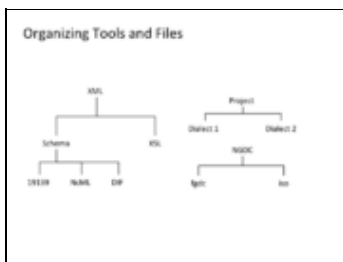 Organizing Tools and Files
XML
Project
Schema
XSL
Dialect 1
Dialect 2
NGDC
19139
NcML
DIF
fgdc
iso